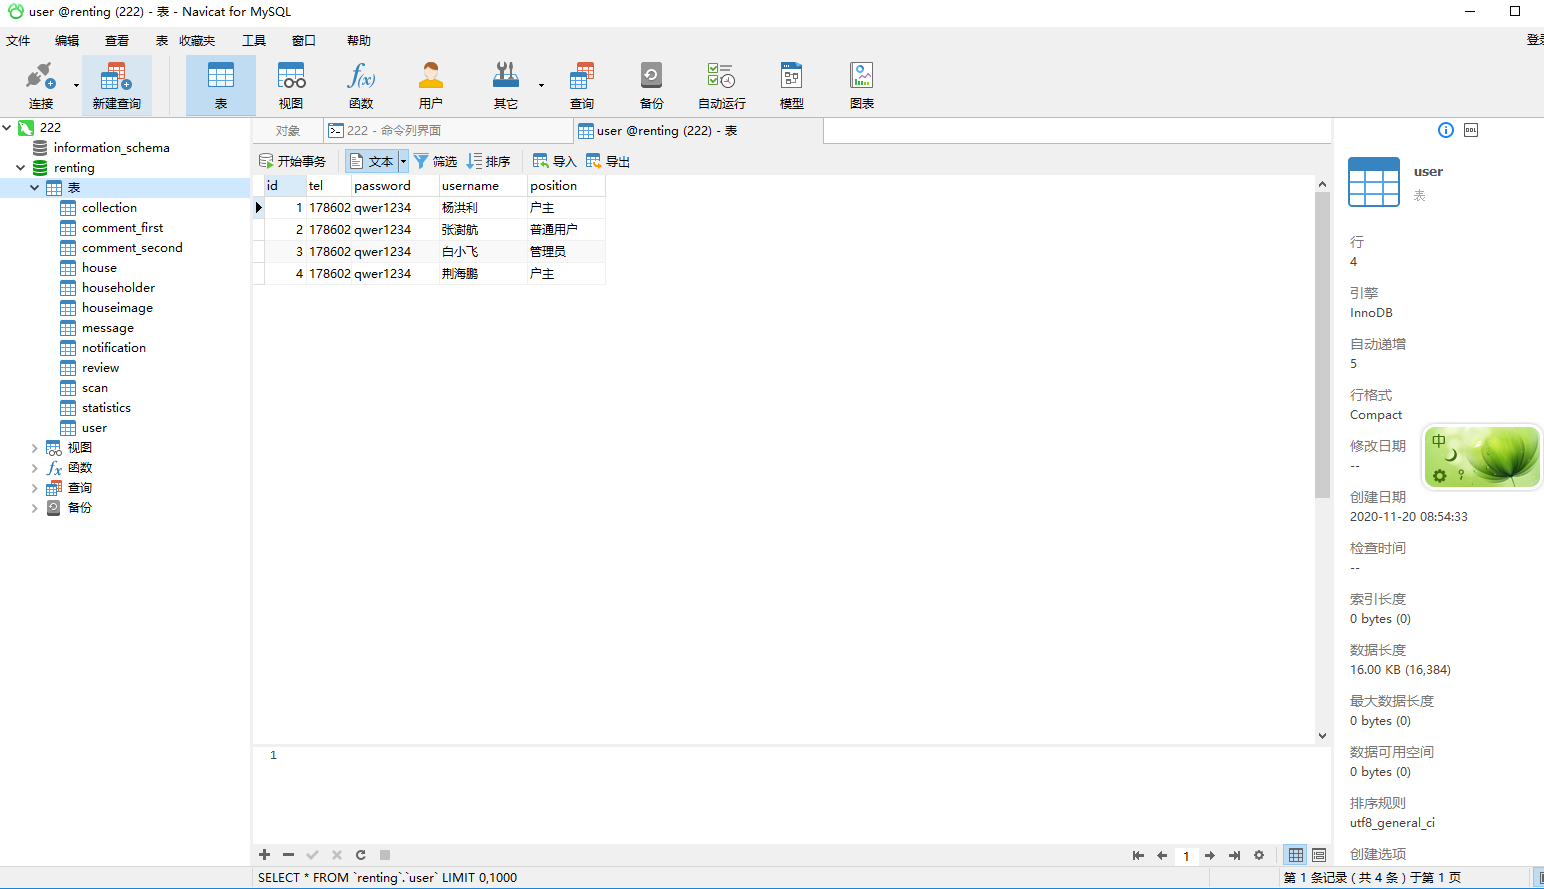 user @renting (222) - 表 - Navicat for MySQL
文件 编辑 查看 表 收藏夹 工具 窗口 帮助 登录
连接 新建查询 表 视图 函数 用户 其它 查询 备份 自动运行 模型 图表
222
information_schema
renting
表
collection
comment_first
comment_second
house
householder
houseimage
message
notification
review
scan
statistics
user
视图
函数
查询
备份
对象 222 - 命令列界面 user @renting (222) - 表
开始事务 文本 筛选 排序 导入 导出
id tel password username position
1 178602 qwer1234 杨洪利 户主
2 178602 qwer1234 张澍航 普通用户
3 178602 qwer1234 白小飞 管理员
4 178602 qwer1234 荆海鹏 户主
1
1
SELECT * FROM `renting`.`user` LIMIT 0,1000
第 1 条记录 ( 共 4 条 ) 于第 1 页
DDL
user
表
行
4
引擎
InnoDB
自动递增
5
行格式
Compact
修改日期
--
中
创建日期
2020-11-20 08:54:33
检查时间
--
索引长度
0 bytes (0)
数据长度
16.00 KB (16,384)
最大数据长度
0 bytes (0)
数据可用空间
0 bytes (0)
排序规则
utf8_general_ci
创建选项